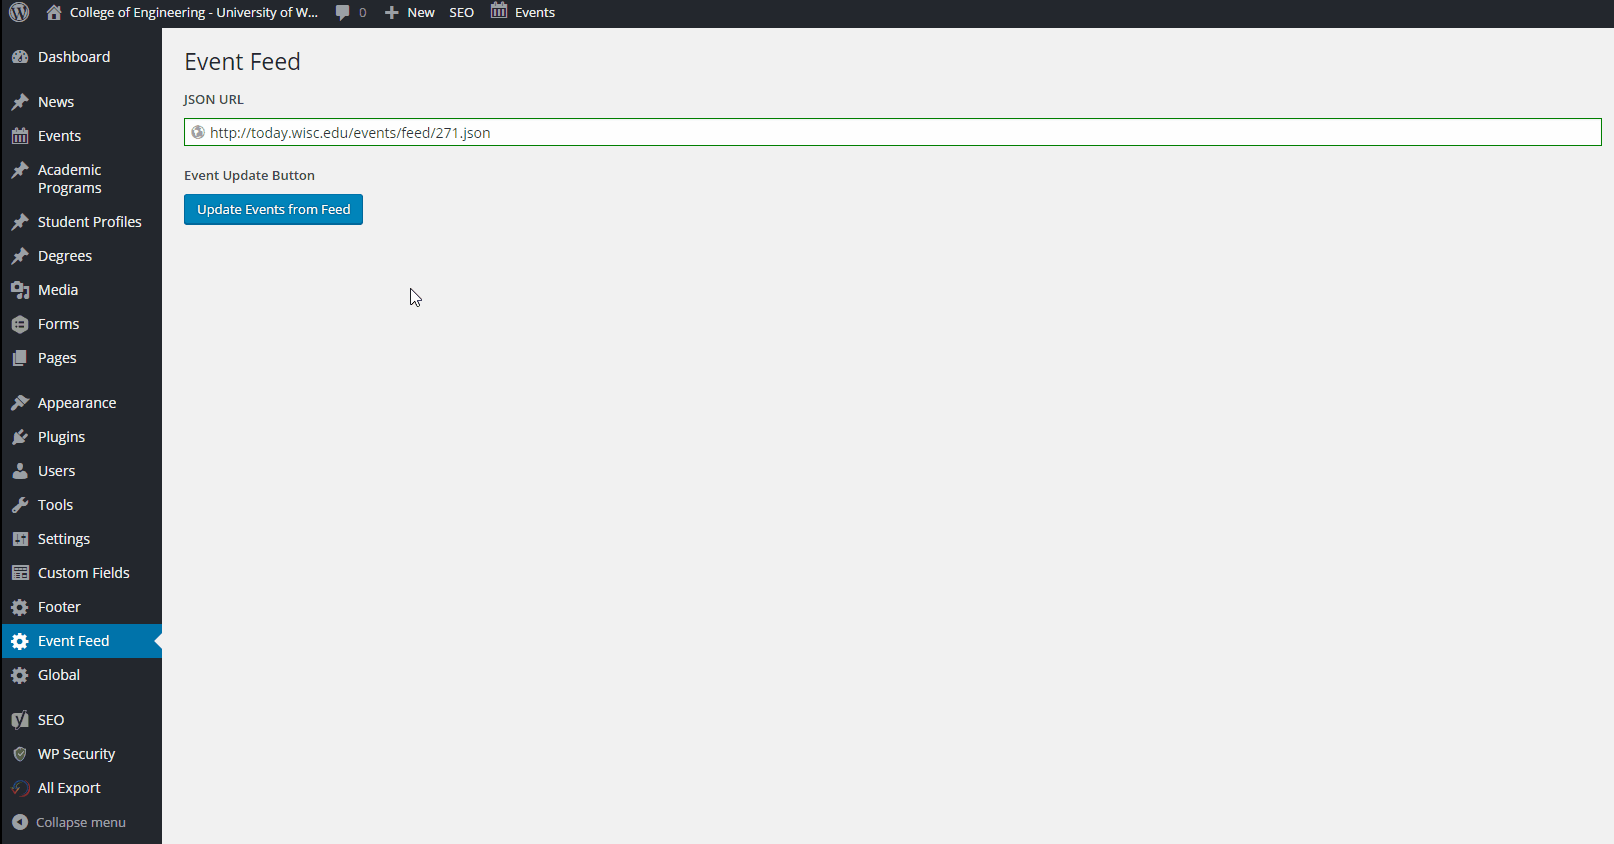 College of Engineering - University of W...
0
New
SEO
Events
Dashboard
News
Events
Academic
Programs
Student Profiles
Degrees
Media
Forms
Pages
Appearance
Plugins
Users
Tools
Settings
Custom Fields
Footer
Event Feed
Global
SEO
WP Security
All Export
Collapse menu
Event Feed
JSON URL
http://today.wisc.edu/events/feed/271.json
Event Update Button
Update Events from Feed